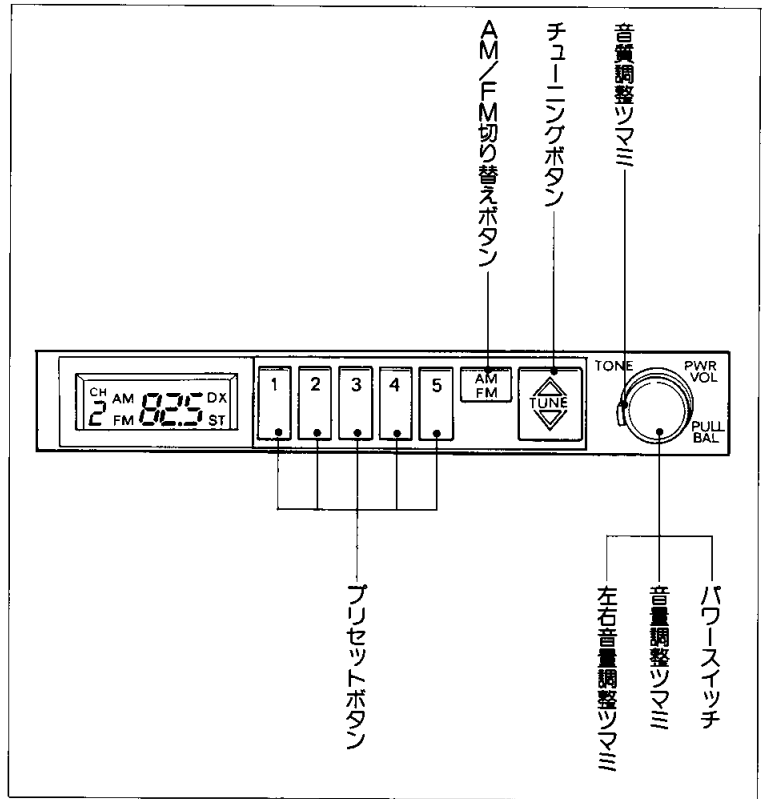 音質調整ツマミ
チューニングボタン
AM／FM切り替えボタン
CH
2
AM
FM
82.5
DX
ST
1
2
3
4
5
AM
FM
TUNE
TONE
PWR
VOL
PULL
BAL
パワースイッチ
音量調整ツマミ
左右音量調整ツマミ
プリセットボタン